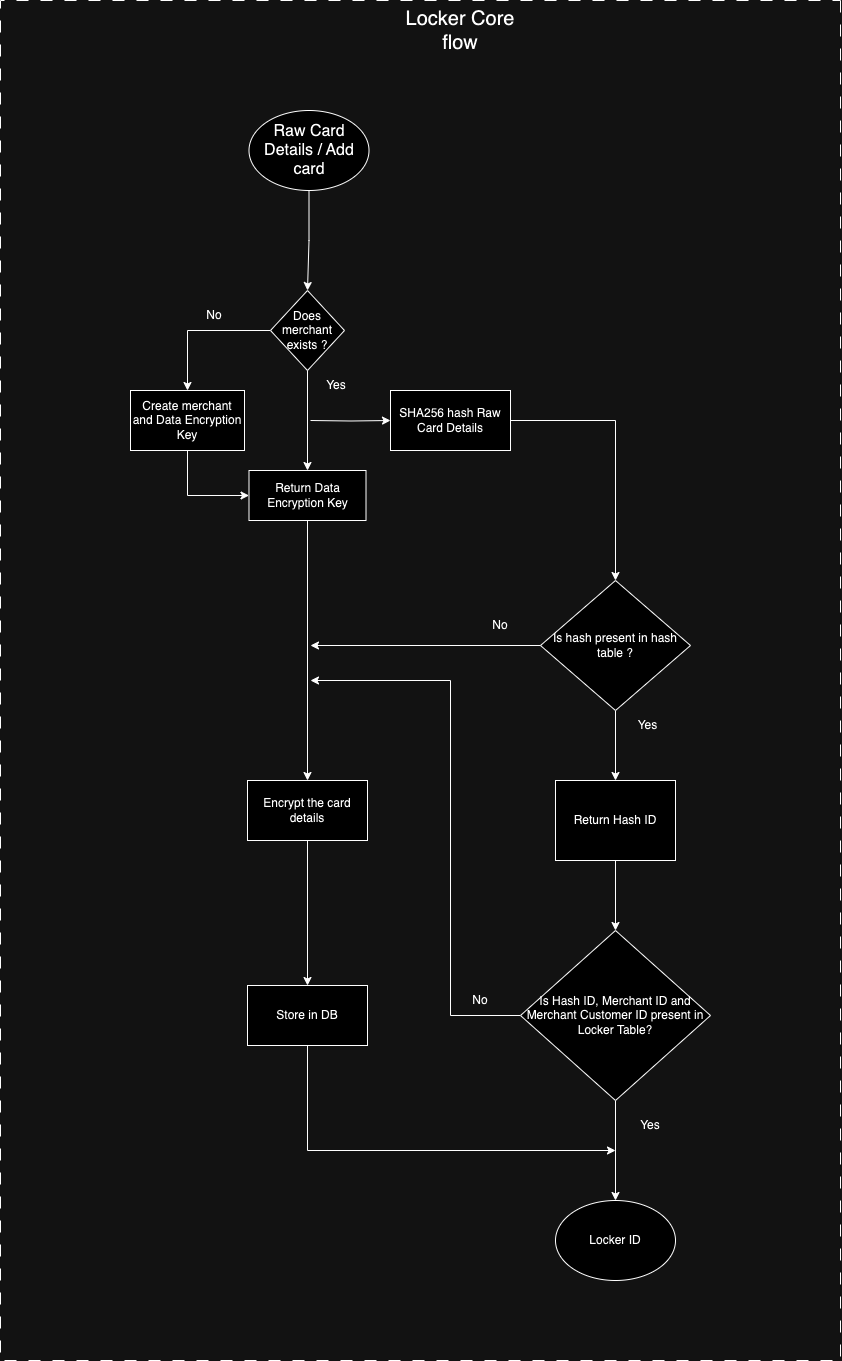 Locker Core
flow
Raw Card
Details / Add
card
Does
merchant
exists ?
No
Yes
Create merchant
and Data Encryption
Key
SHA256 hash Raw
Card Details
Return Data
Encryption Key
No
Is hash present in hash
table ?
Yes
Encrypt the card
details
Return Hash ID
No
Is Hash ID, Merchant ID and
Merchant Customer ID present in
Locker Table?
Store in DB
Yes
Locker ID